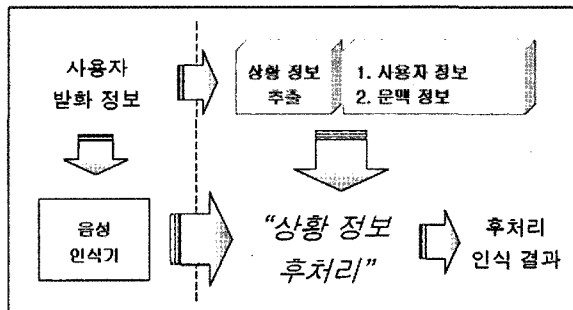 사용자
발화 정보
상황 정보
추출
1. 사용자 정보
2. 문맥 정보
음성
인식기
“상황 정보
후처리”
후처리
인식 결과